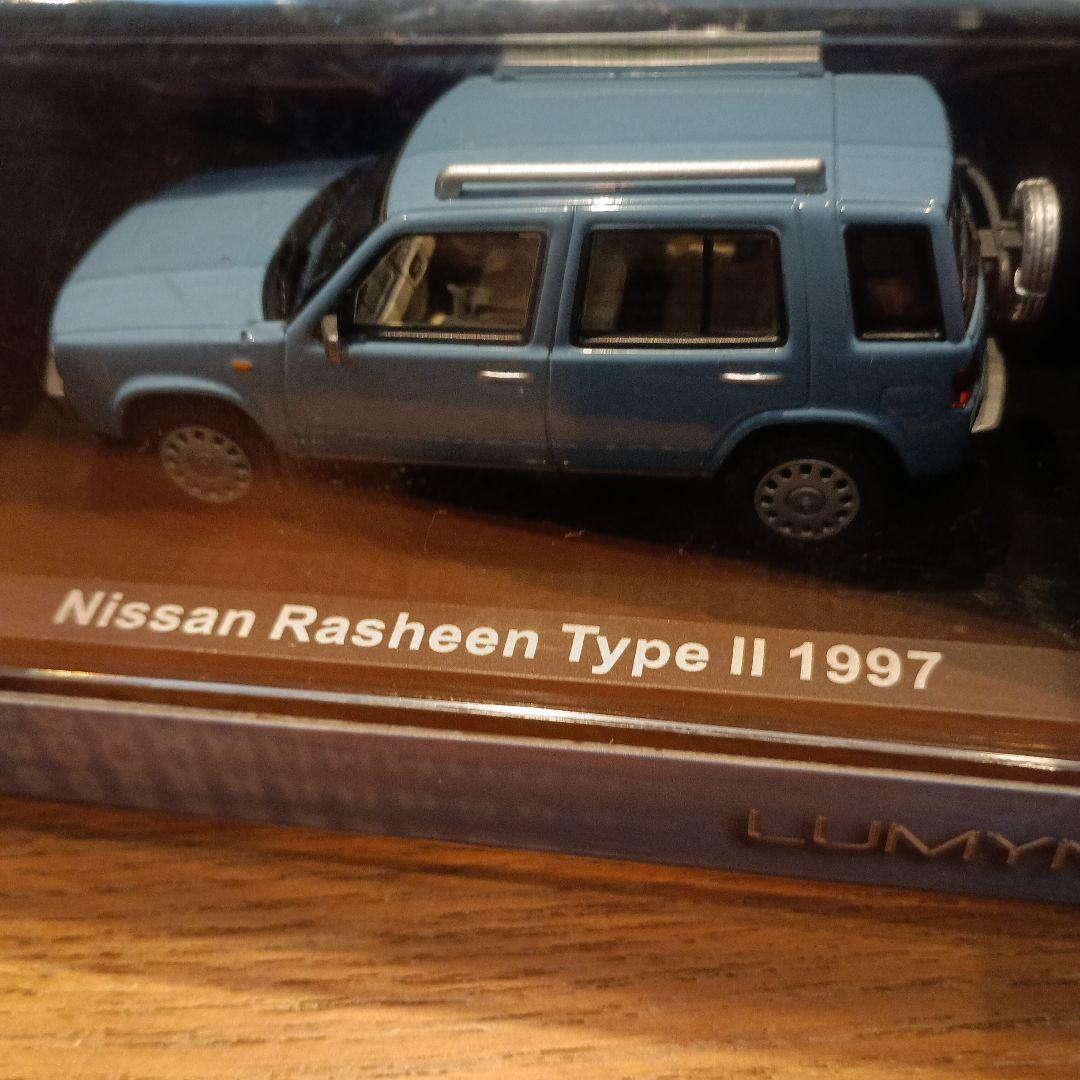 Nissan Rasheen Type II 1997